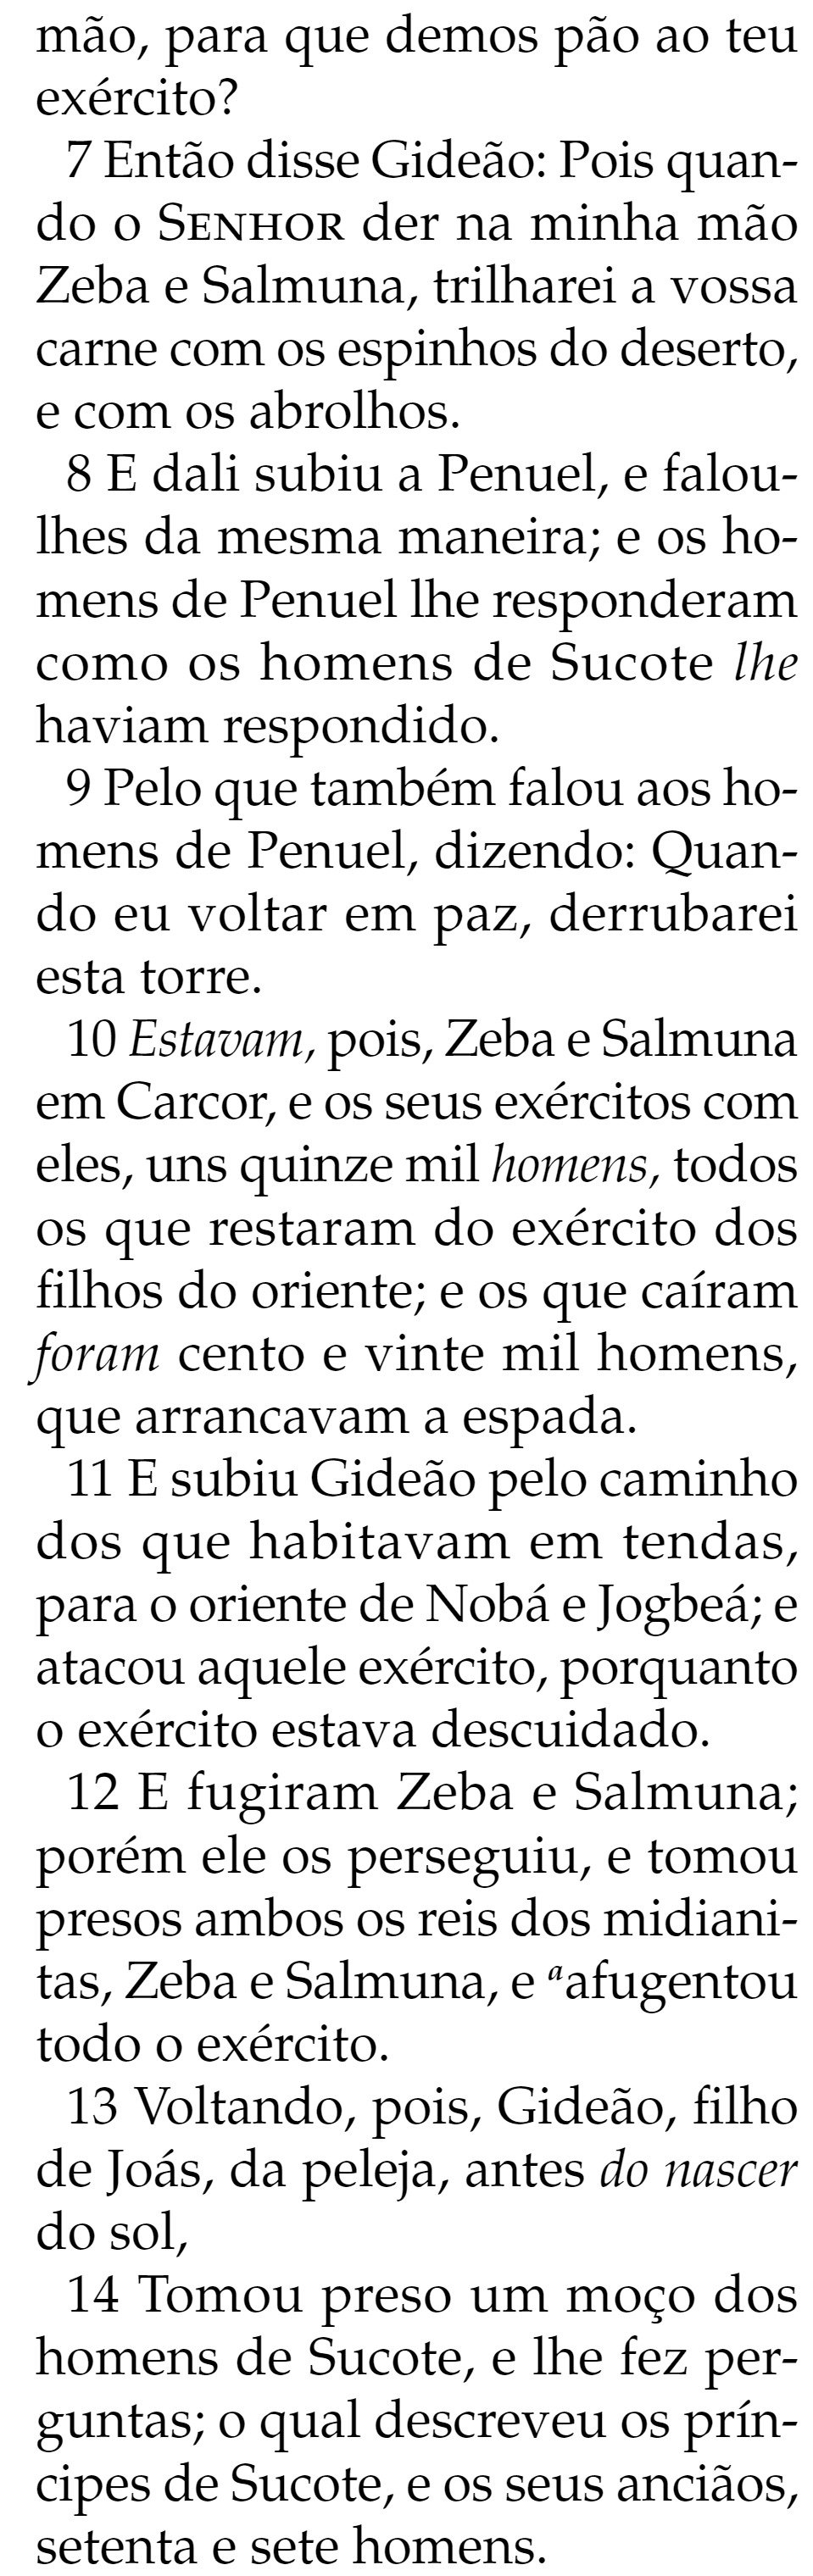 mão, para que demos pão ao teu
exército?
7 Então disse Gideão: Pois quan-
do o SENHOR der na minha mão
Zeba e Salmuna, trilharei a vossa
carne com os espinhos do deserto,
e com os abrolhos.
8 E dali subiu a Penuel, e falou-
lhes da mesma maneira; e os ho-
mens de Penuel lhe responderam
como os homens de Sucote lhe
haviam respondido.
9 Pelo que também falou aos ho-
mens de Penuel, dizendo: Quan-
do eu voltar em paz, derrubarei
esta torre.
10 Estavam, pois, Zeba e Salmuna
em Carcor, e os seus exércitos com
eles, uns quinze mil homens, todos
os que restaram do exército dos
filhos do oriente; e os que caíram
foram cento e vinte mil homens,
que arrancavam a espada.
11 E subiu Gideão pelo caminho
dos que habitavam em tendas,
para o oriente de Nobá e Jogbeá; e
atacou aquele exército, porquanto
o exército estava descuidado.
12 E fugiram Zeba e Salmuna;
porém ele os perseguiu, e tomou
presos ambos os reis dos midiani-
tas, Zeba e Salmuna, e ᵃafugentou
todo o exército.
13 Voltando, pois, Gideão, filho
de Joás, da peleja, antes do nascer
do sol,
14 Tomou preso um moço dos
homens de Sucote, e lhe fez per-
guntas; o qual descreveu os prín-
cipes de Sucote, e os seus anciãos,
setenta e sete homens.